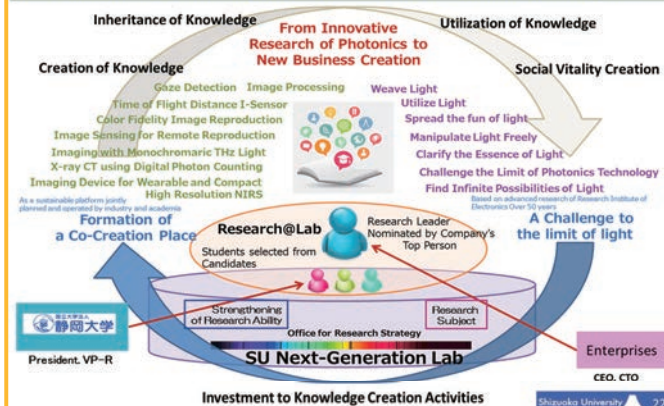 Inheritance of Knowledge
Utilization of Knowledge
From Innovative
Research of Photonics to
New Business Creation
Creation of Knowledge
Social Vitality Creation
Gaze Detection
Image Processing
Time of Flight Distance I-Sensor
Color Fidelity Image Reproduction
Image Sensing for Remote Reproduction
Imaging with Monochromaric THz Light
X-ray CT using Digital Photon Counting
Imaging Device for Wearable and Compact
High Resolution NIRS
Weave Light
Utilize Light
Spread the fun of light
Manipulate Light Freely
Clarify the Essence of Light
Challenge the Limit of Photonics Technology
Find Infinite Possibilities of Light
As a sustainable platform jointly
planned and operated by industry and academia
Formation of
a Co-Creation Place
Based on advanced research of Research Institute of
Electronics Over 50 years
A Challenge to
the limit of light
Research@Lab
Research Leader
Nominated by Company's
Top Person
Students selected from
Candidates
Strengthening
of Research Ability
Research
Subject
Office for Research Strategy
SU Next-Generation Lab
国立大学法人
静岡大学
President. VP-R
Enterprises
CEO. CTO
Investment to Knowledge Creation Activities
Shizuoka University